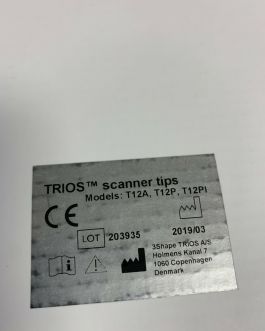 TRIOS™ scanner tips
Models: T12A, T12P, T12PI
CE
LOT 203935
2019/03
3Shape TRIOS A/S
Holmens Kanal 7
1060 Copenhagen
Denmark